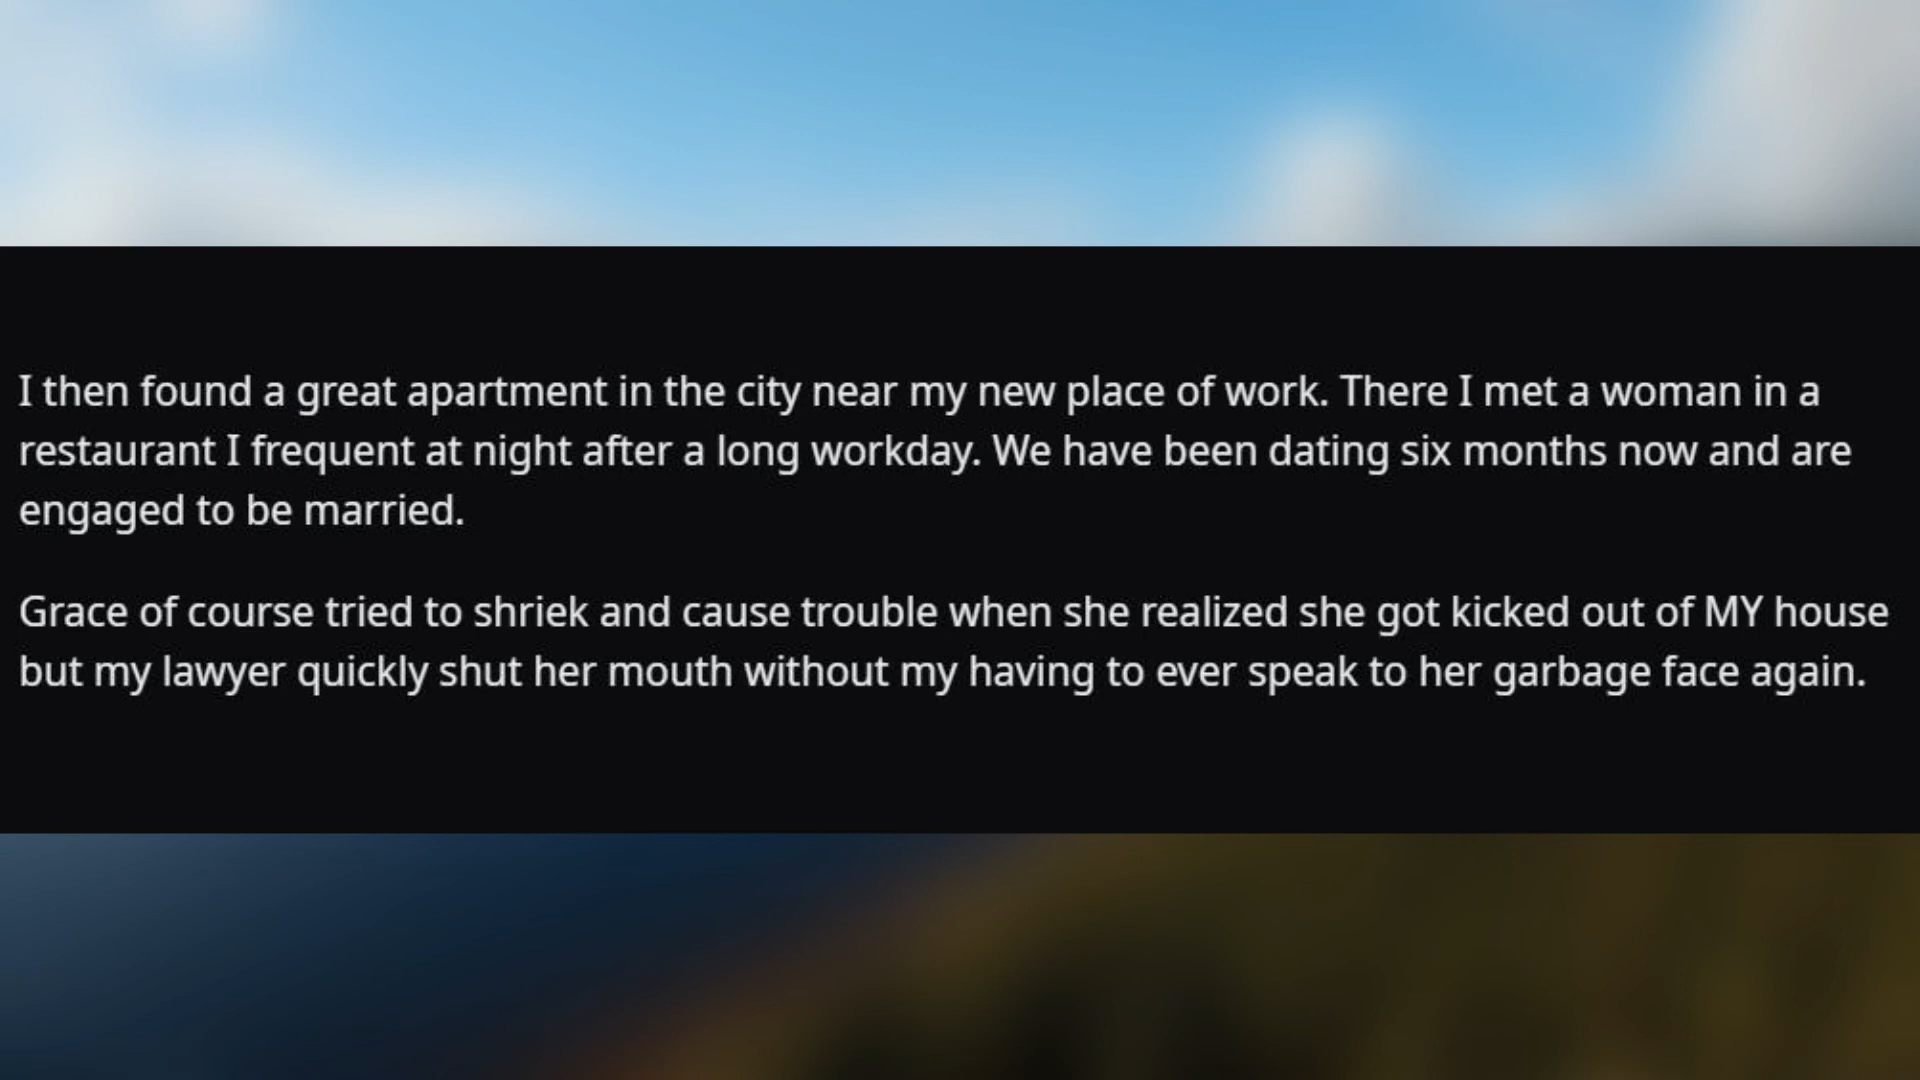 I then found a great apartment in the city near my new place of work. There I met a woman in a
restaurant I frequent at night after a long workday. We have been dating six months now and are
engaged to be married.
Grace of course tried to shriek and cause trouble when she realized she got kicked out of MY house
but my lawyer quickly shut her mouth without my having to ever speak to her garbage face again.